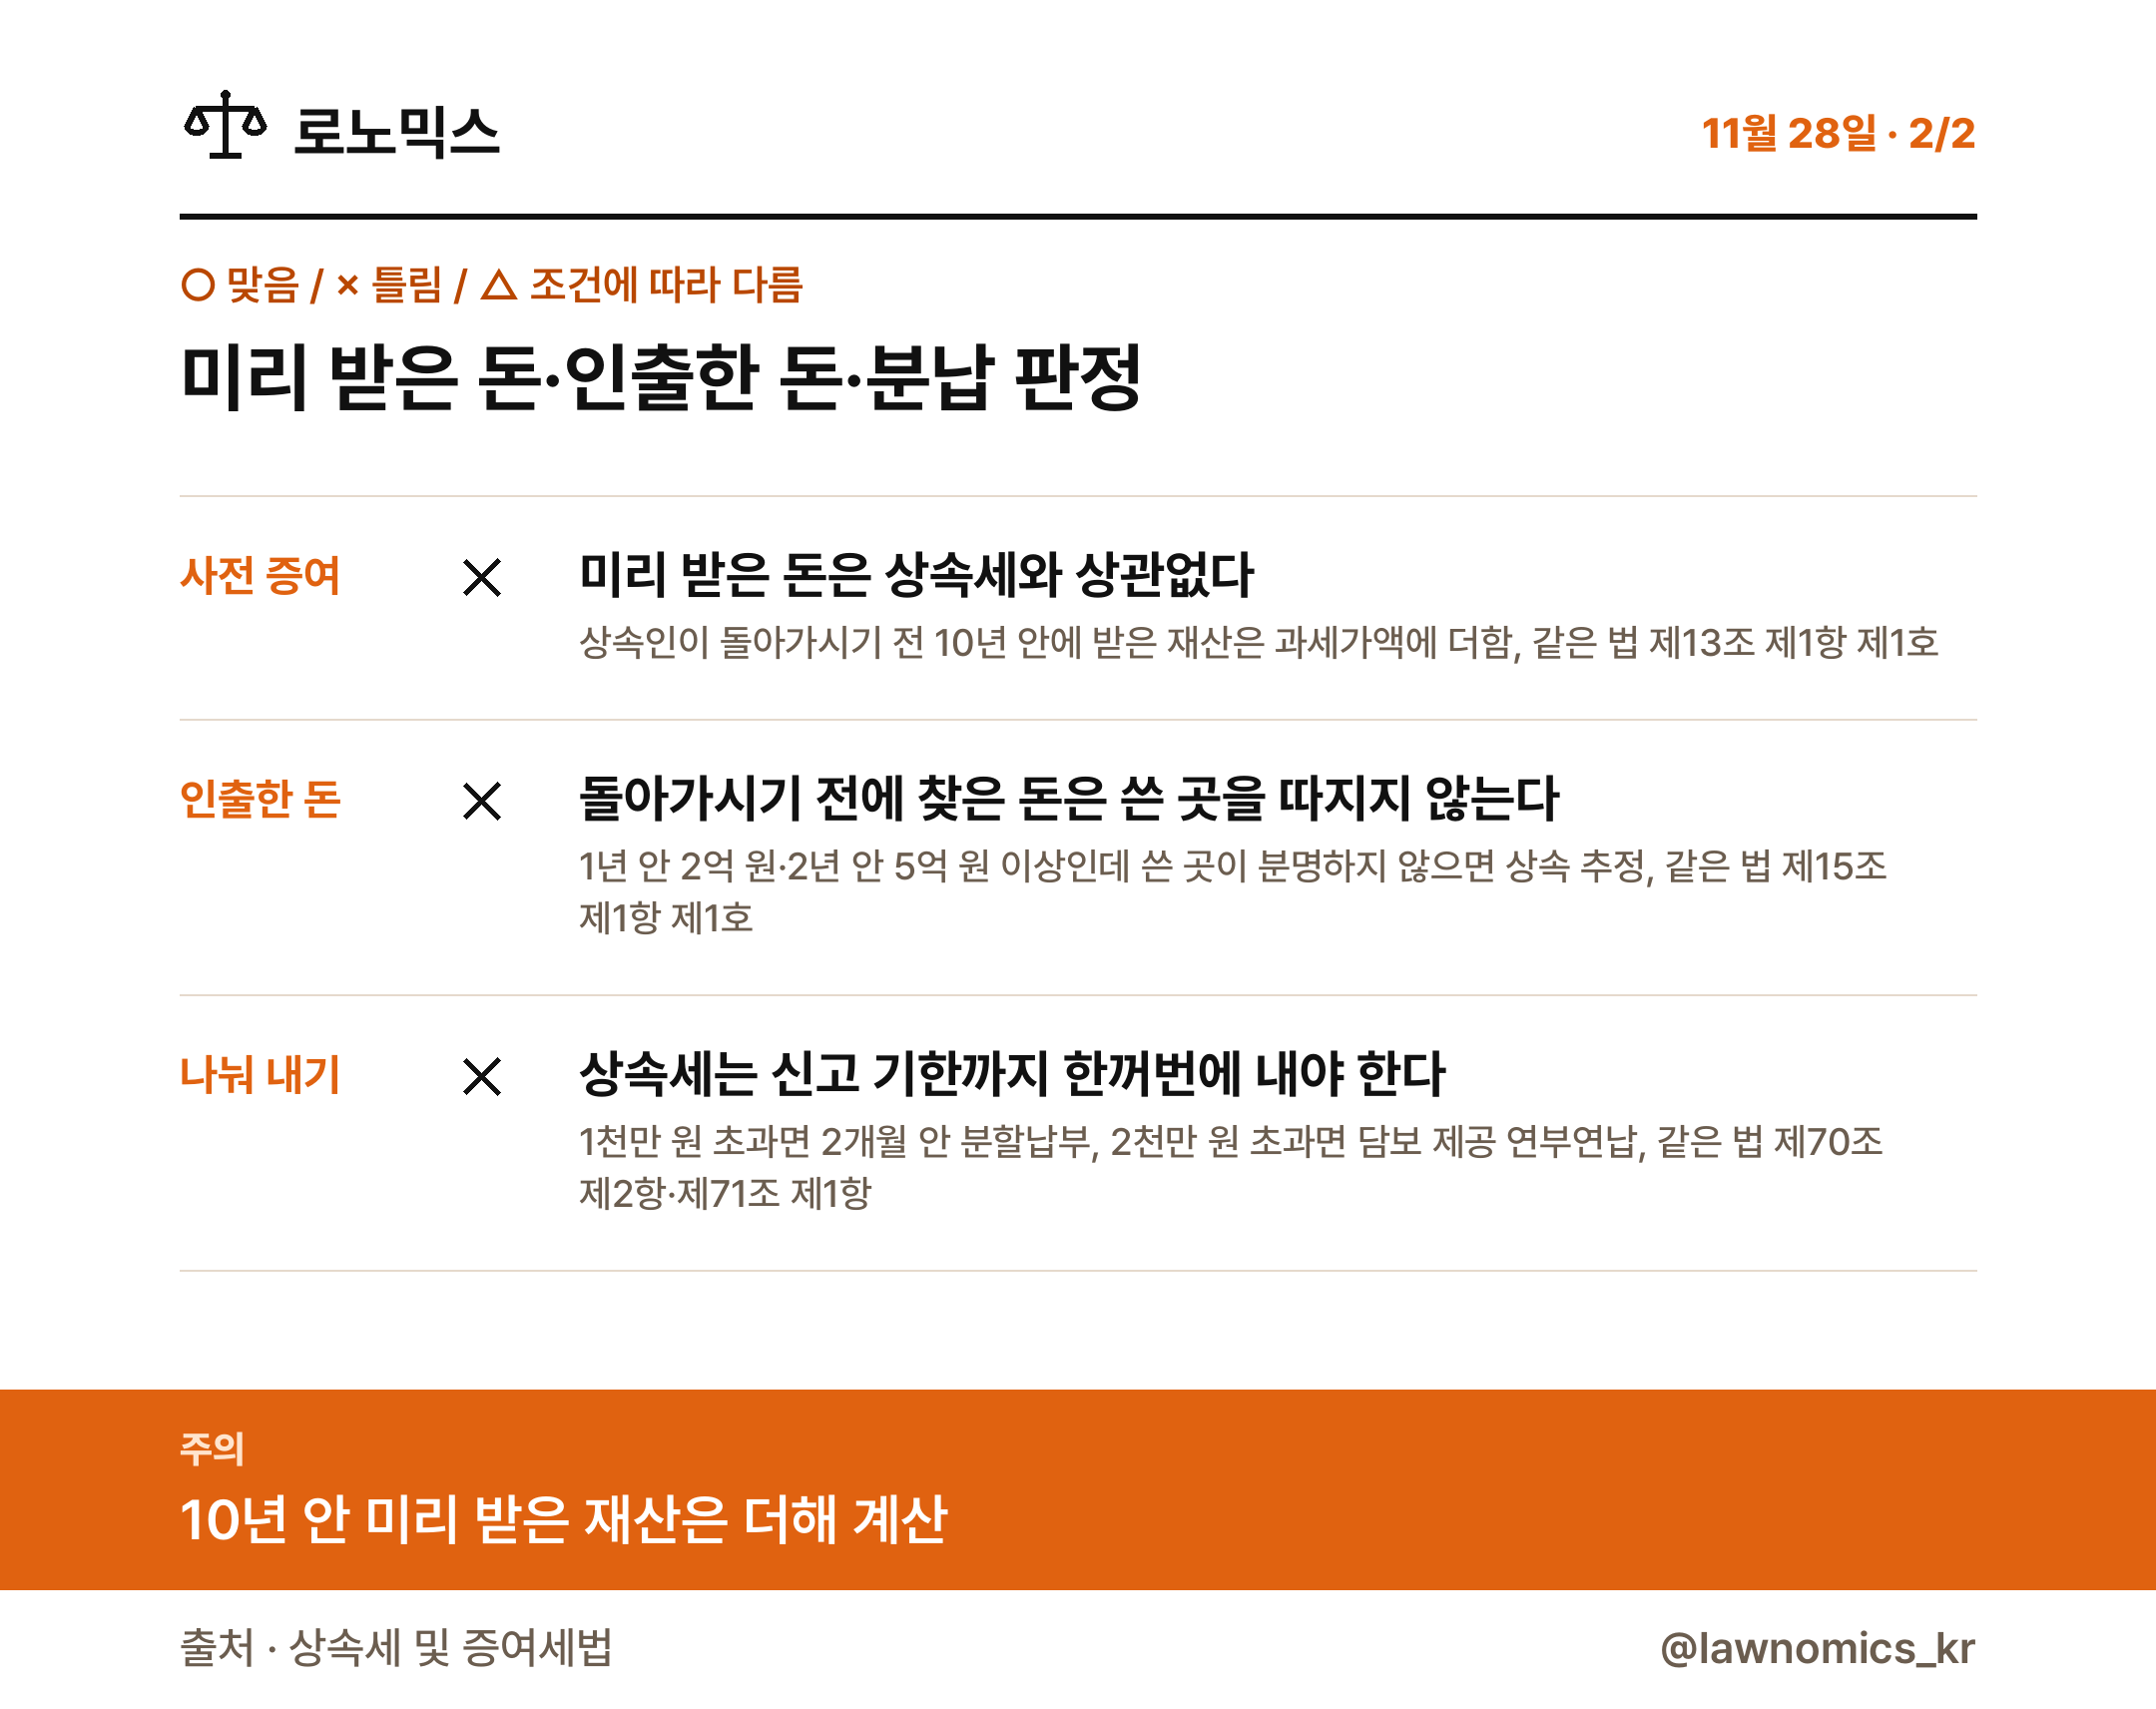 로노믹스
11월 28일 · 2/2
○ 맞음 / × 틀림 / △ 조건에 따라 다름
미리 받은 돈·인출한 돈·분납 판정
사전 증여 × 미리 받은 돈은 상속세와 상관없다
상속인이 돌아가시기 전 10년 안에 받은 재산은 과세가액에 더함, 같은 법 제13조 제1항 제1호
인출한 돈 × 돌아가시기 전에 찾은 돈은 쓴 곳을 따지지 않는다
1년 안 2억 원·2년 안 5억 원 이상인데 쓴 곳이 분명하지 않으면 상속 추정, 같은 법 제15조
제1항 제1호
나눠 내기 × 상속세는 신고 기한까지 한꺼번에 내야 한다
1천만 원 초과면 2개월 안 분할납부, 2천만 원 초과면 담보 제공 연부연납, 같은 법 제70조
제2항·제71조 제1항
주의
10년 안 미리 받은 재산은 더해 계산
출처 · 상속세 및 증여세법
@lawnomics_kr